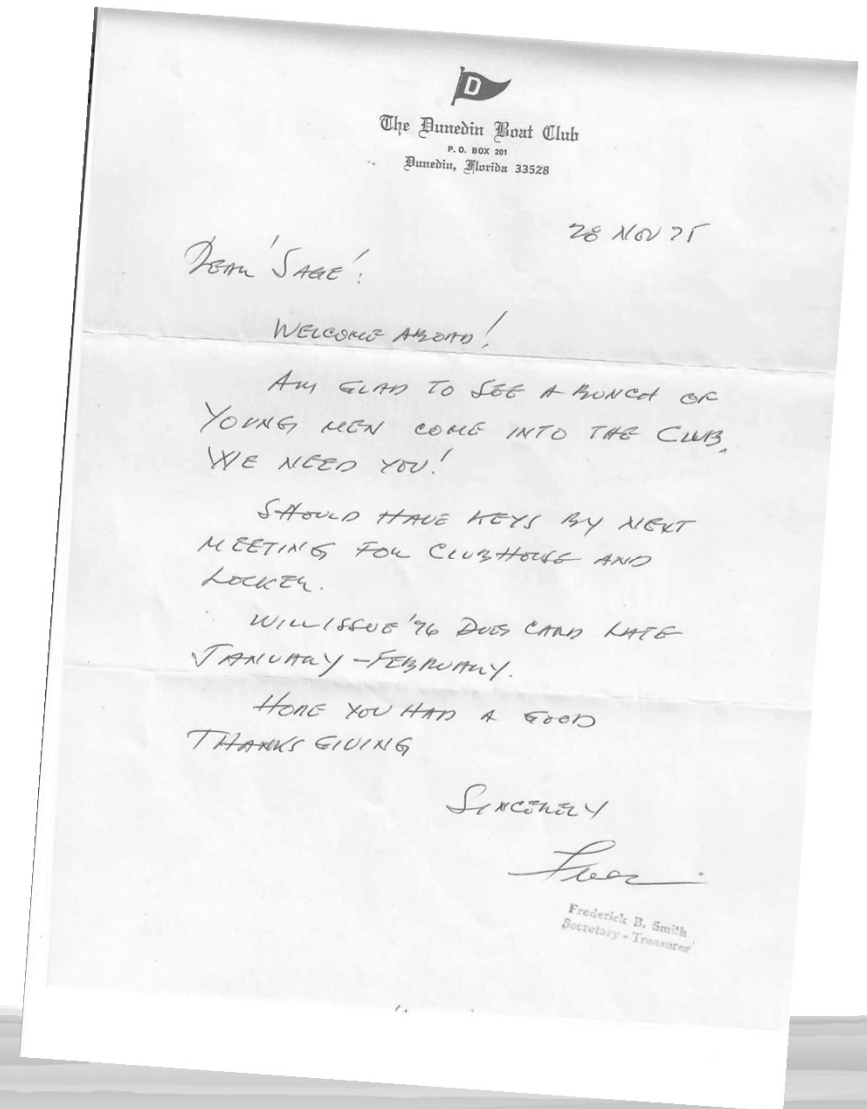 D
The Dunedin Boat Club
P. O. BOX 201
Dunedin, Florida 33528
28 NOV 75
DEAR 'SAGE'!
WELCOME ABOARD!
AM GLAD TO SEE A BUNCH OF
YOUNG MEN COME INTO THE CLUB.
WE NEED YOU!
SHOULD HAVE KEYS BY NEXT
MEETING FOR CLUBHOUSE AND
LOCKER.
WILL ISSUE '76 DUES CARD LATE
JANUARY - FEBRUARY.
HOPE YOU HAD A GOOD
THANKS GIVING
SINCERELY
Fred
Frederick B. Smith
Secretary - Treasurer